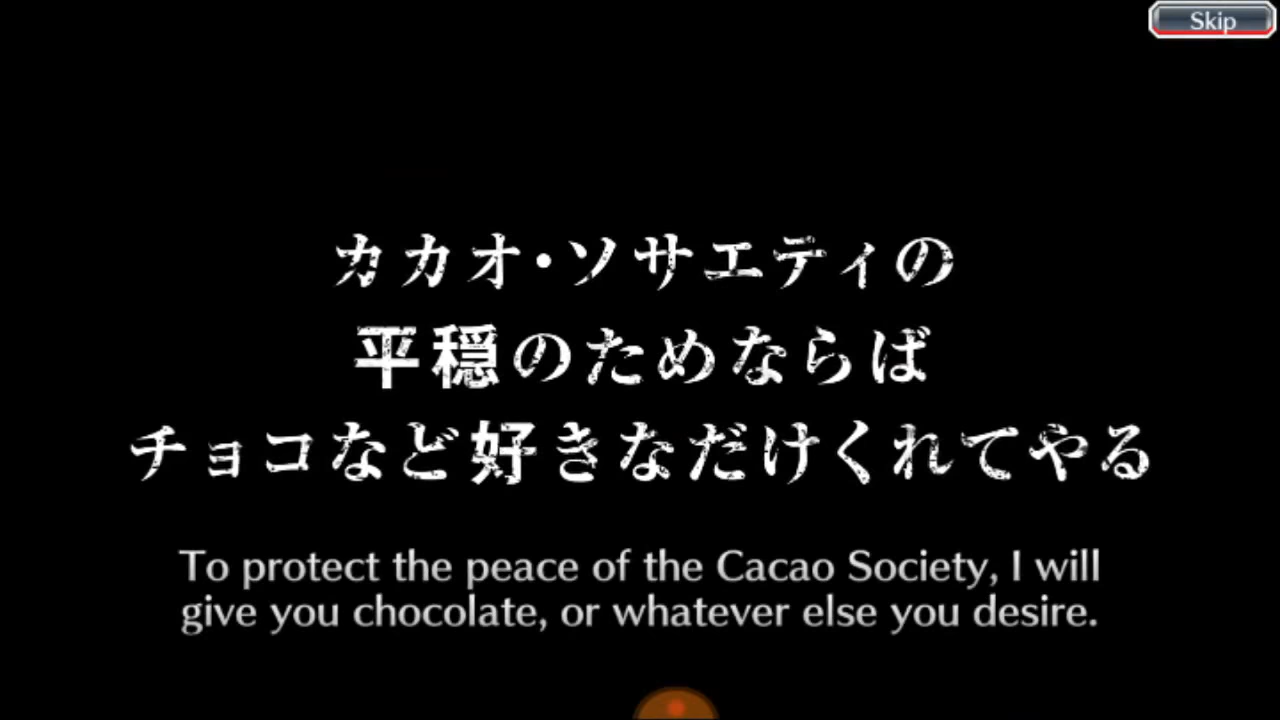 Skip
カカオ・ソサエティの
平穏のためならば
チョコなど好きなだけくれてやる
To protect the peace of the Cacao Society, I will
give you chocolate, or whatever else you desire.